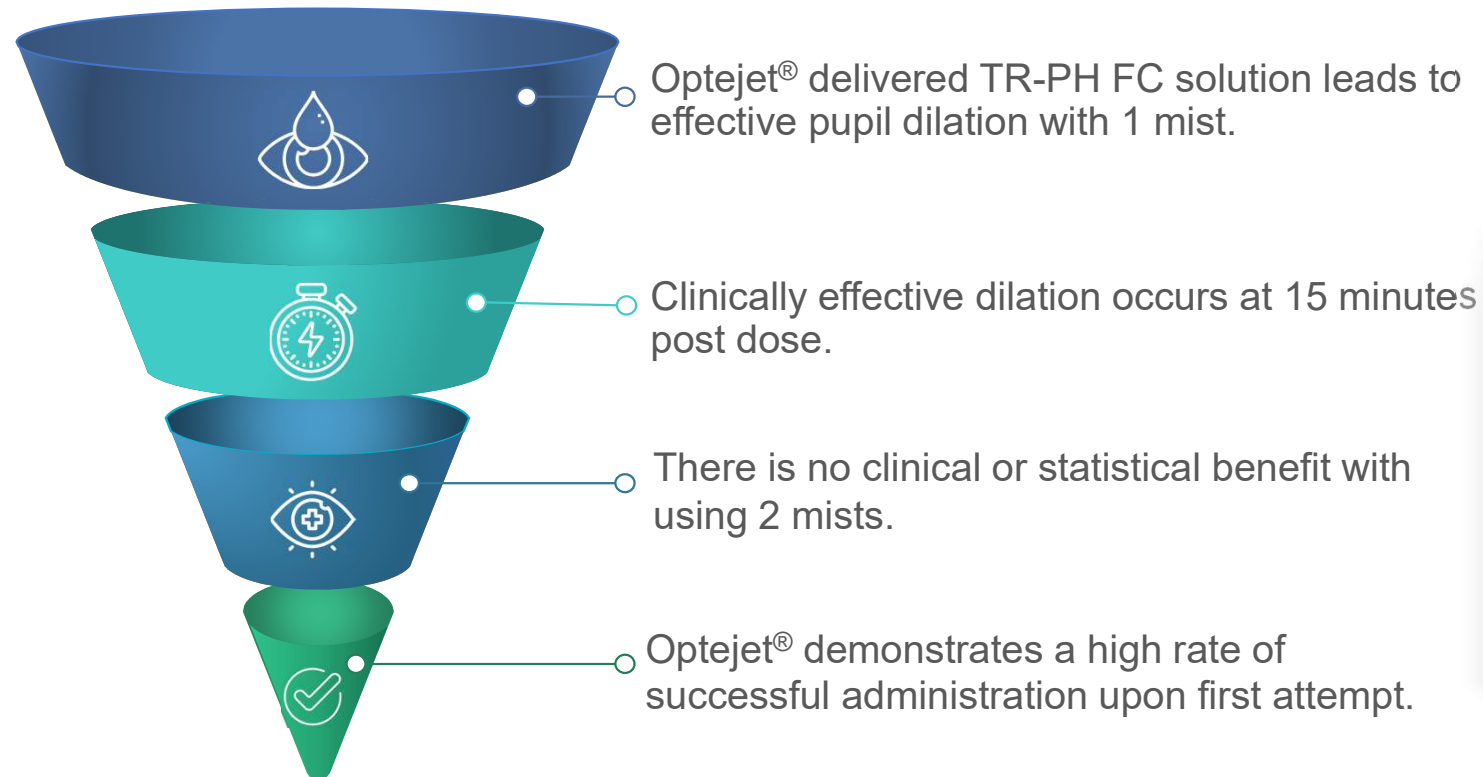 Optejet® delivered TR-PH FC solution leads to
effective pupil dilation with 1 mist.
Clinically effective dilation occurs at 15 minutes
post dose.
There is no clinical or statistical benefit with
using 2 mists.
Optejet® demonstrates a high rate of
successful administration upon first attempt.